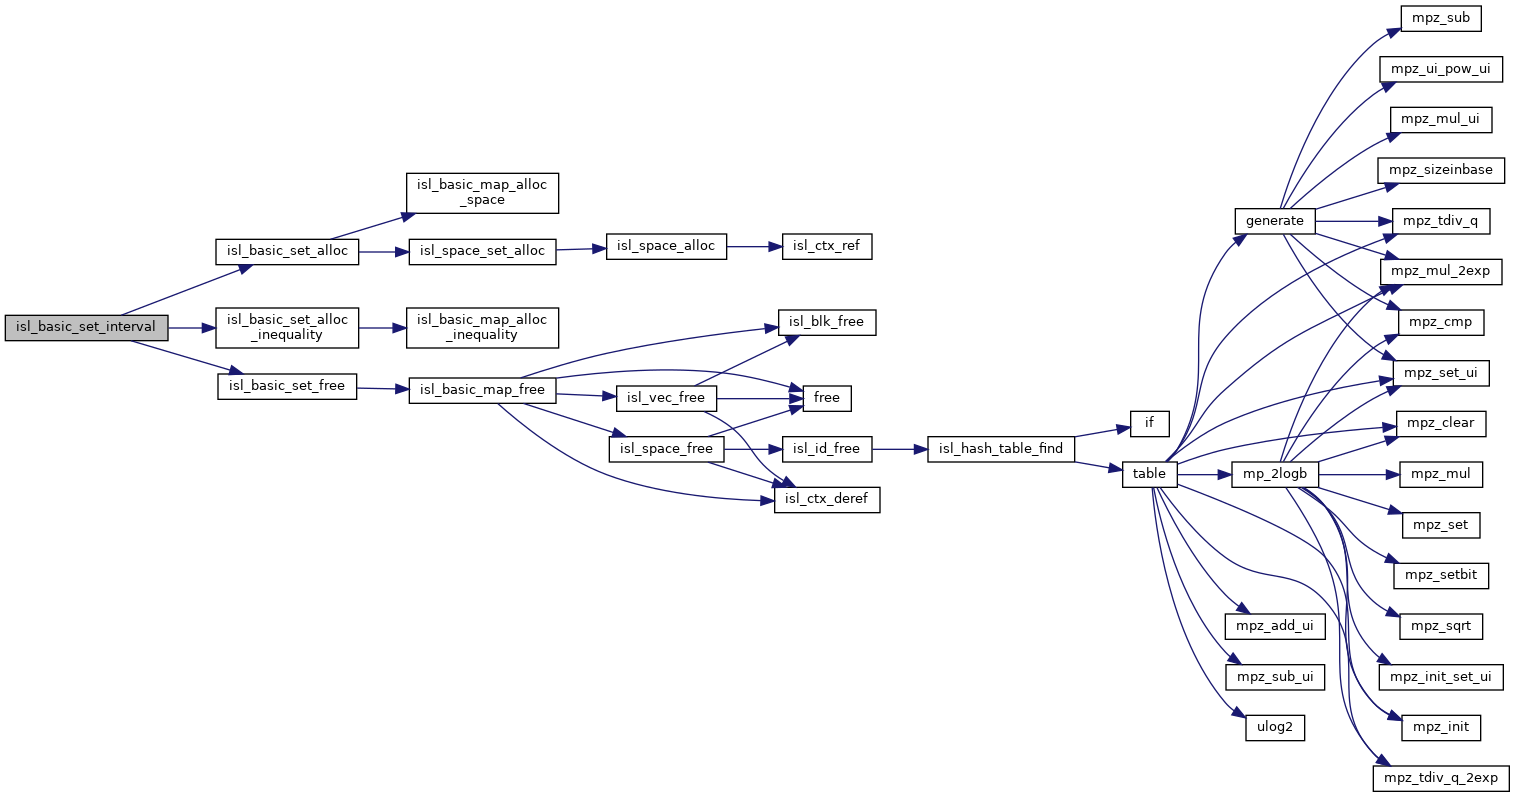 isl_basic_set_interval
isl_basic_set_alloc
isl_basic_set_alloc
_inequality
isl_basic_set_free
isl_basic_map_alloc
_space
isl_space_set_alloc
isl_basic_map_alloc
_inequality
isl_basic_map_free
isl_space_alloc
isl_vec_free
isl_space_free
isl_ctx_ref
isl_blk_free
free
isl_id_free
isl_ctx_deref
isl_hash_table_find
if
table
generate
mp_2logb
mpz_add_ui
mpz_sub_ui
ulog2
mpz_sub
mpz_ui_pow_ui
mpz_mul_ui
mpz_sizeinbase
mpz_tdiv_q
mpz_mul_2exp
mpz_cmp
mpz_set_ui
mpz_clear
mpz_mul
mpz_set
mpz_setbit
mpz_sqrt
mpz_init_set_ui
mpz_init
mpz_tdiv_q_2exp